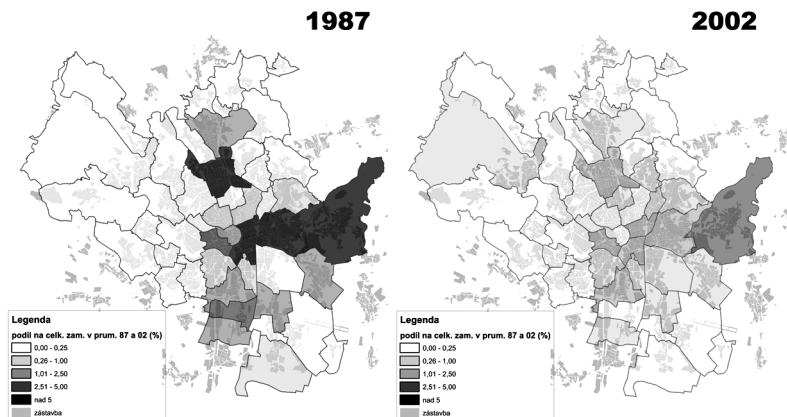 1987
2002
Legenda
podíl na celk. zam. v prum. 87 a 02 (%)
0,00 - 0,25
0,26 - 1,00
1,01 - 2,50
2,51 - 5,00
nad 5
zástavba
Legenda
podíl na celk. zam. v prum. 87 a 02 (%)
0,00 - 0,25
0,26 - 1,00
1,01 - 2,50
2,51 - 5,00
nad 5
zástavba